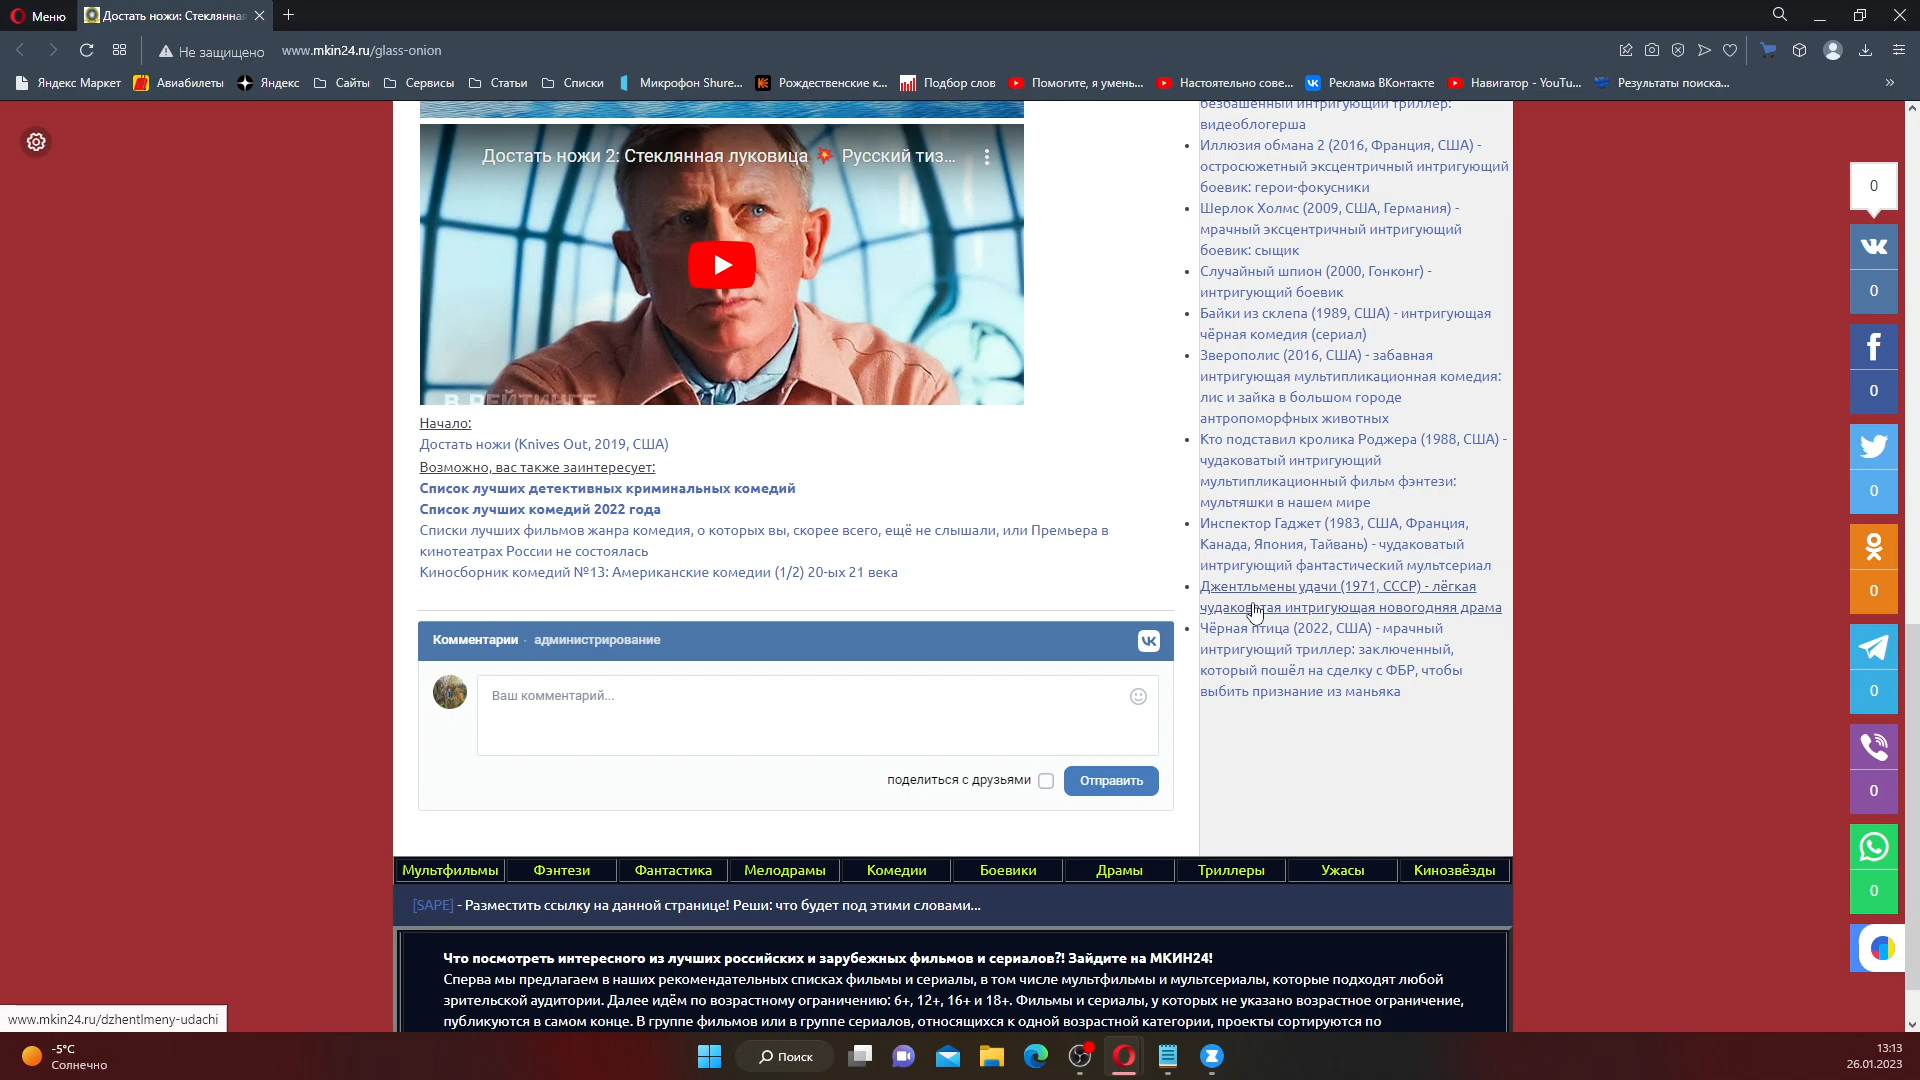 Меню
Достать ножи: Стеклянна
Не защищено
www.mkin24.ru/glass-onion
Яндекс Маркет
Авиабилеты
Яндекс
Сайты
Сервисы
Статьи
Списки
Микрофон Shure...
Рождественские к...
Подбор слов
Помогите, я умень...
Настоятельно сове...
Реклама ВКонтакте
Навигатор - YouTu...
Результаты поиска...
»
Достать ножи 2: Стеклянная луковица 💥 Русский тиз...
В РЕЙТИНГЕ
Начало:
Достать ножи (Knives Out, 2019, США)
Возможно, вас также заинтересует:
Список лучших детективных криминальных комедий
Список лучших комедий 2022 года
Списки лучших фильмов жанра комедия, о которых вы, скорее всего, ещё не слышали, или Премьера в
кинотеатрах России не состоялась
Киносборник комедий №13: Американские комедии (1/2) 20-ых 21 века
Комментарии · администрирование
Ваш комментарий...
поделиться с друзьями
Отправить
безбашенный интригующий триллер:
видеоблогерша
Иллюзия обмана 2 (2016, Франция, США) -
остросюжетный эксцентричный интригующий
боевик: герои-фокусники
Шерлок Холмс (2009, США, Германия) -
мрачный эксцентричный интригующий
боевик: сыщик
Случайный шпион (2000, Гонконг) -
интригующий боевик
Байки из склепа (1989, США) - интригующая
чёрная комедия (сериал)
Зверополис (2016, США) - забавная
интригующая мультипликационная комедия:
лис и зайка в большом городе
антропоморфных животных
Кто подставил кролика Роджера (1988, США) -
чудаковатый интригующий
мультипликационный фильм фэнтези:
мультяшки в нашем мире
Инспектор Гаджет (1983, США, Франция,
Канада, Япония, Тайвань) - чудаковатый
интригующий фантастический мультсериал
Джентльмены удачи (1971, СССР) - лёгкая
чудаковатая интригующая новогодняя драма
Чёрная птица (2022, США) - мрачный
интригующий триллер: заключенный,
который пошёл на сделку с ФБР, чтобы
выбить признание из маньяка
0
0
0
0
0
0
0
0
Мультфильмы
Фэнтези
Фантастика
Мелодрамы
Комедии
Боевики
Драмы
Триллеры
Ужасы
Кинозвёзды
[SAPE] - Разместить ссылку на данной странице! Реши: что будет под этими словами...
Что посмотреть интересного из лучших российских и зарубежных фильмов и сериалов?! Зайдите на МКИН24!
Сперва мы предлагаем в наших рекомендательных списках фильмы и сериалы, в том числе мультфильмы и мультсериалы, которые подходят любой
зрительской аудитории. Далее идём по возрастному ограничению: 6+, 12+, 16+ и 18+. Фильмы и сериалы, у которых не указано возрастное ограничение,
публикуются в самом конце. В группе фильмов или в группе сериалов, относящихся к одной возрастной категории, проекты сортируются по
www.mkin24.ru/dzhentlmeny-udachi
-5°C
Солнечно
Поиск
13:13
26.01.2023